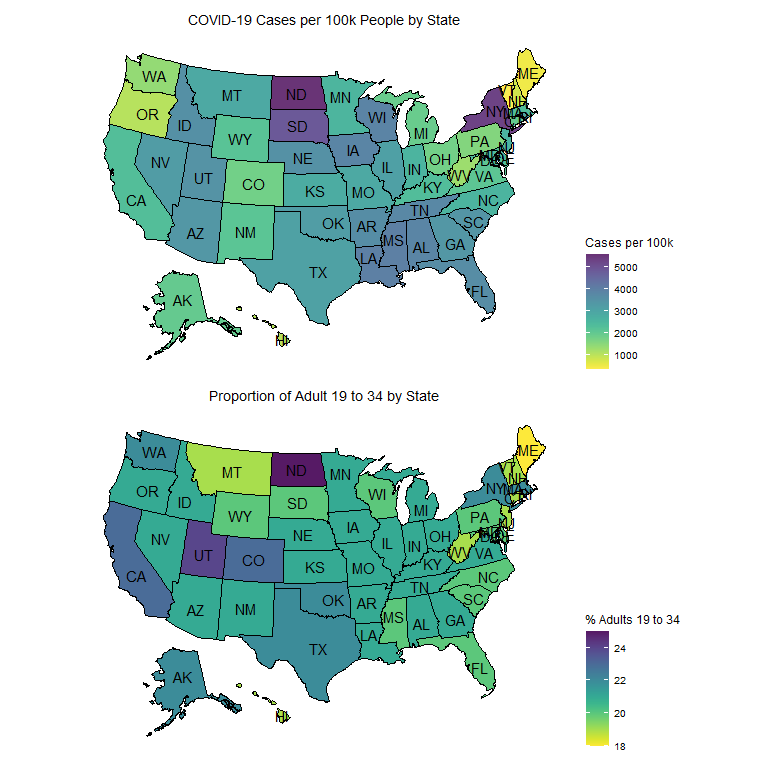 COVID-19 Cases per 100k People by State
WA
MT
ND
MN
ME
VT
NH
OR
ID
SD
WI
NY
MA
MI
WY
IA
PA
NJ
NE
OH
NV
UT
CO
IL
IN
WV
VA
CA
KS
MO
KY
NC
TN
AZ
NM
OK
AR
SC
MS
AL
GA
LA
TX
FL
AK
HI
Cases per 100k
5000
4000
3000
2000
1000
Proportion of Adult 19 to 34 by State
WA
MT
ND
MN
ME
VT
NH
OR
ID
SD
WI
NY
MA
MI
WY
IA
PA
NJ
NE
OH
NV
UT
CO
IL
IN
WV
VA
CA
KS
MO
KY
NC
TN
AZ
NM
OK
AR
SC
MS
AL
GA
LA
TX
FL
AK
HI
% Adults 19 to 34
24
22
20
18